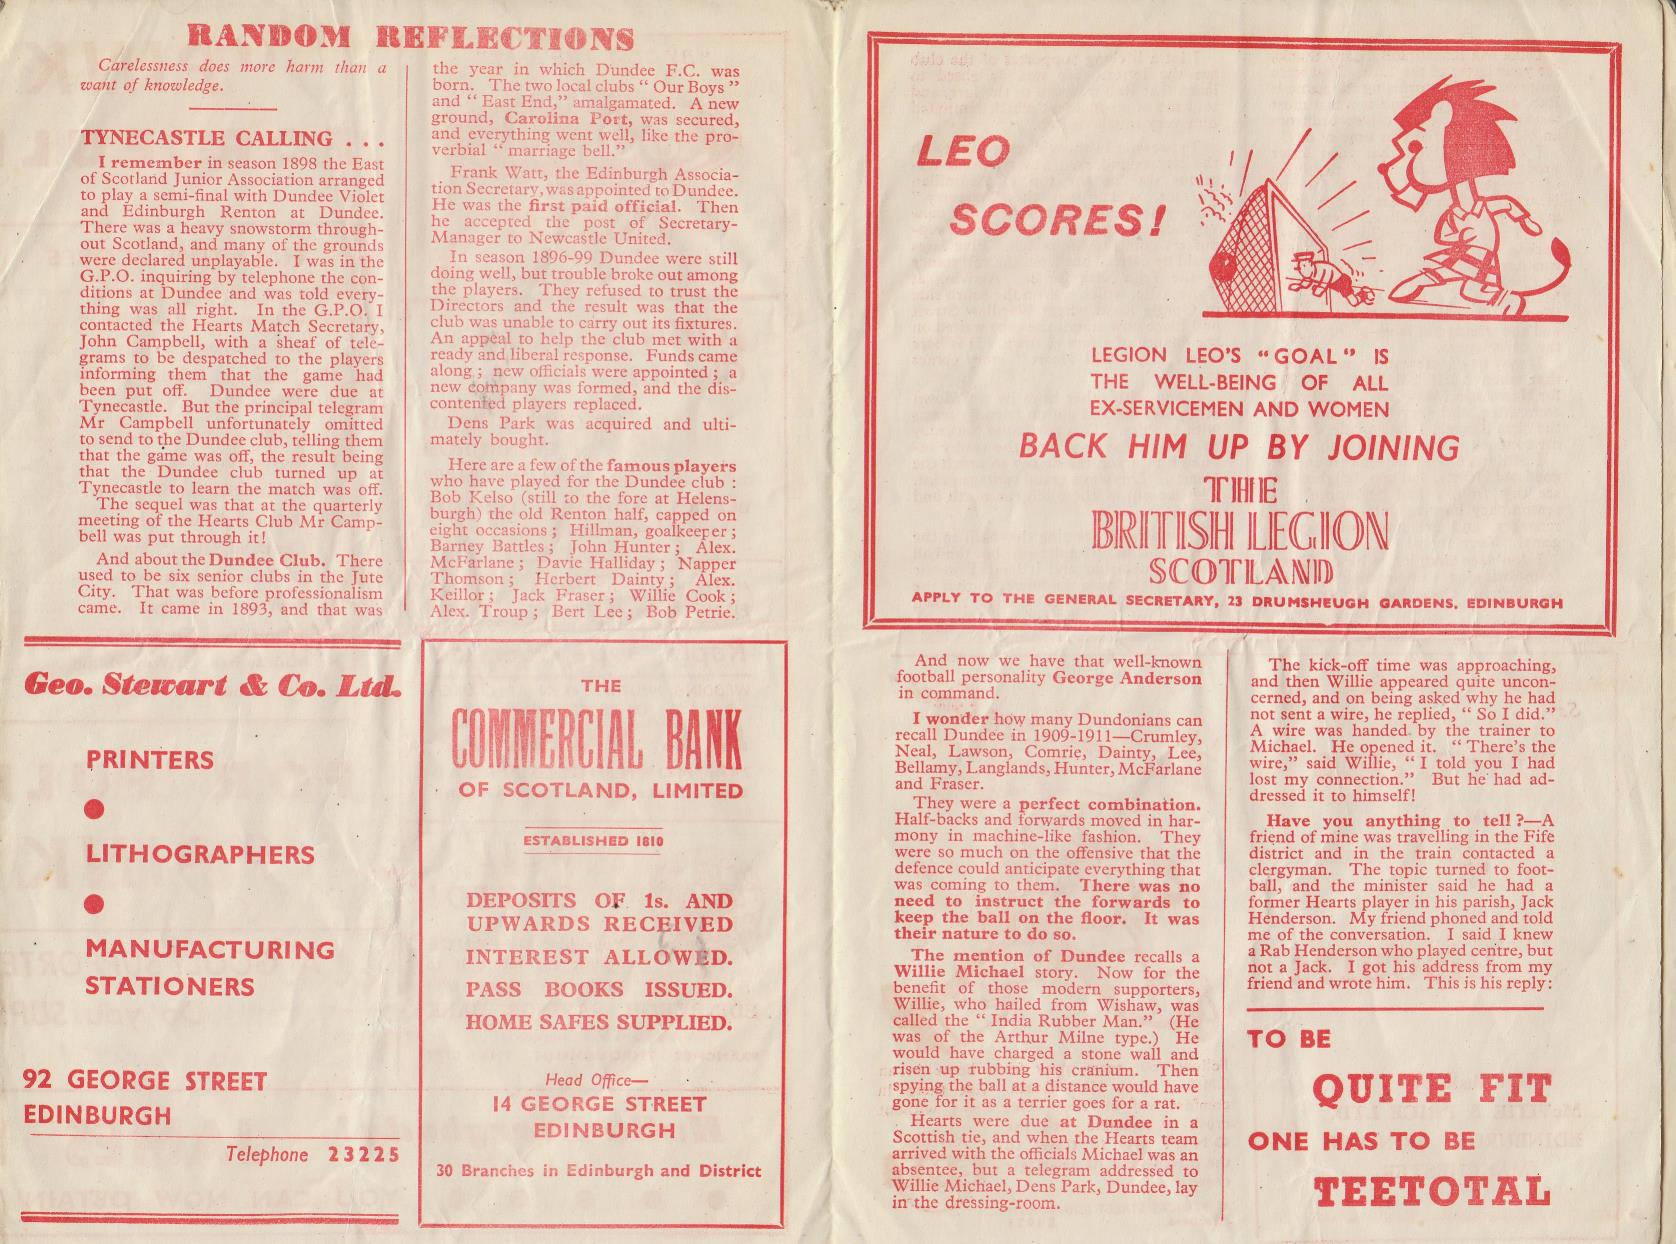 RANDOM REFLECTIONS
Carelessness does more harm than a
want of knowledge.
TYNECASTLE CALLING . . .
I remember in season 1898 the East
of Scotland Junior Association arranged
to play a semi-final with Dundee Violet
and Edinburgh Renton at Dundee.
There was a heavy snowstorm through-
out Scotland, and many of the grounds
were declared unplayable. I was in the
G.P.O. inquiring by telephone the con-
ditions at Dundee and was told every-
thing was all right. In the G.P.O. I
contacted the Hearts Match Secretary,
John Campbell, with a sheaf of tele-
grams to be despatched to the players
informing them that the game had
been put off. Dundee were due at
Tynecastle. But the principal telegram
Mr Campbell unfortunately omitted
to send to the Dundee club, telling them
that the game was off, the result being
that the Dundee club turned up at
Tynecastle to learn the match was off.
The sequel was that at the quarterly
meeting of the Hearts Club Mr Camp-
bell was put through it!
And about the Dundee Club. There
used to be six senior clubs in the Jute
City. That was before professionalism
came. It came in 1893, and that was
the year in which Dundee F.C. was
born. The two local clubs “ Our Boys ”
and “ East End,” amalgamated. A new
ground, Carolina Port, was secured,
and everything went well, like the pro-
verbial “ marriage bell.”
Frank Watt, the Edinburgh Associa-
tion Secretary, was appointed to Dundee.
He was the first paid official. Then
he accepted the post of Secretary-
Manager to Newcastle United.
In season 1896-99 Dundee were still
doing well, but trouble broke out among
the players. They refused to trust the
Directors and the result was that the
club was unable to carry out its fixtures.
An appeal to help the club met with a
ready and liberal response. Funds came
along ; new officials were appointed ; a
new company was formed, and the dis-
contented players replaced.
Dens Park was acquired and ulti-
mately bought.
Here are a few of the famous players
who have played for the Dundee club :
Bob Kelso (still to the fore at Helens-
burgh) the old Renton half, capped on
eight occasions ; Hillman, goalkeeper ;
Barney Battles ; John Hunter ; Alex.
McFarlane ; Davie Halliday ; Napper
Thomson ; Herbert Dainty ; Alex.
Keillor ; Jack Fraser ; Willie Cook ;
Alex. Troup ; Bert Lee ; Bob Petrie.
Geo. Stewart & Co. Ltd.
PRINTERS
LITHOGRAPHERS
MANUFACTURING
STATIONERS
92 GEORGE STREET
EDINBURGH
Telephone 23225
THE
COMMERCIAL BANK
OF SCOTLAND, LIMITED
ESTABLISHED 1810
DEPOSITS OF 1s. AND
UPWARDS RECEIVED
INTEREST ALLOWED.
PASS BOOKS ISSUED.
HOME SAFES SUPPLIED.
Head Office—
14 GEORGE STREET
EDINBURGH
30 Branches in Edinburgh and District
LEO
SCORES!
LEGION LEO'S “GOAL” IS
THE WELL-BEING OF ALL
EX-SERVICEMEN AND WOMEN
BACK HIM UP BY JOINING
THE
BRITISH LEGION
SCOTLAND
APPLY TO THE GENERAL SECRETARY, 23 DRUMSHEUGH GARDENS, EDINBURGH
And now we have that well-known
football personality George Anderson
in command.
I wonder how many Dundonians can
recall Dundee in 1909-1911—Crumley,
Neal, Lawson, Comrie, Dainty, Lee,
Bellamy, Langlands, Hunter, McFarlane
and Fraser.
They were a perfect combination.
Half-backs and forwards moved in har-
mony in machine-like fashion. They
were so much on the offensive that the
defence could anticipate everything that
was coming to them. There was no
need to instruct the forwards to
keep the ball on the floor. It was
their nature to do so.
The mention of Dundee recalls a
Willie Michael story. Now for the
benefit of those modern supporters,
Willie, who hailed from Wishaw, was
called the “ India Rubber Man.” (He
was of the Arthur Milne type.) He
would have charged a stone wall and
risen up rubbing his cranium. Then
spying the ball at a distance would have
gone for it as a terrier goes for a rat.
Hearts were due at Dundee in a
Scottish tie, and when the Hearts team
arrived with the officials Michael was an
absentee, but a telegram addressed to
Willie Michael, Dens Park, Dundee, lay
in the dressing-room.
The kick-off time was approaching,
and then Willie appeared quite uncon-
cerned, and on being asked why he had
not sent a wire, he replied, “ So I did.”
A wire was handed by the trainer to
Michael. He opened it. “ There's the
wire,” said Willie, “ I told you I had
lost my connection.” But he had ad-
dressed it to himself!
Have you anything to tell ?—A
friend of mine was travelling in the Fife
district and in the train contacted a
clergyman. The topic turned to foot-
ball, and the minister said he had a
former Hearts player in his parish, Jack
Henderson. My friend phoned and told
me of the conversation. I said I knew
a Rab Henderson who played centre, but
not a Jack. I got his address from my
friend and wrote him. This is his reply:
TO BE
QUITE FIT
ONE HAS TO BE
TEETOTAL